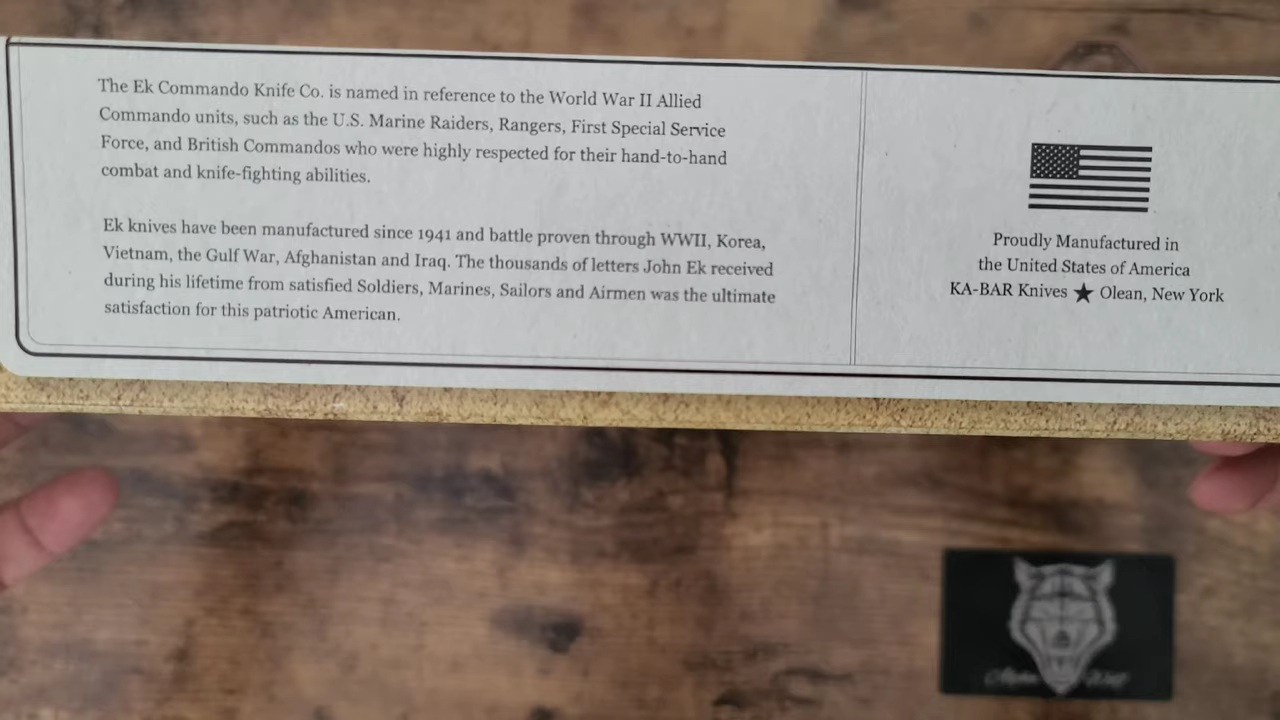 The Ek Commando Knife Co. is named in reference to the World War II Allied
Commando units, such as the U.S. Marine Raiders, Rangers, First Special Service
Force, and British Commandos who were highly respected for their hand-to-hand
combat and knife-fighting abilities.
Ek knives have been manufactured since 1941 and battle proven through WWII, Korea,
Vietnam, the Gulf War, Afghanistan and Iraq. The thousands of letters John Ek received
during his lifetime from satisfied Soldiers, Marines, Sailors and Airmen was the ultimate
satisfaction for this patriotic American.
Proudly Manufactured in
the United States of America
KA-BAR Knives ★ Olean, New York